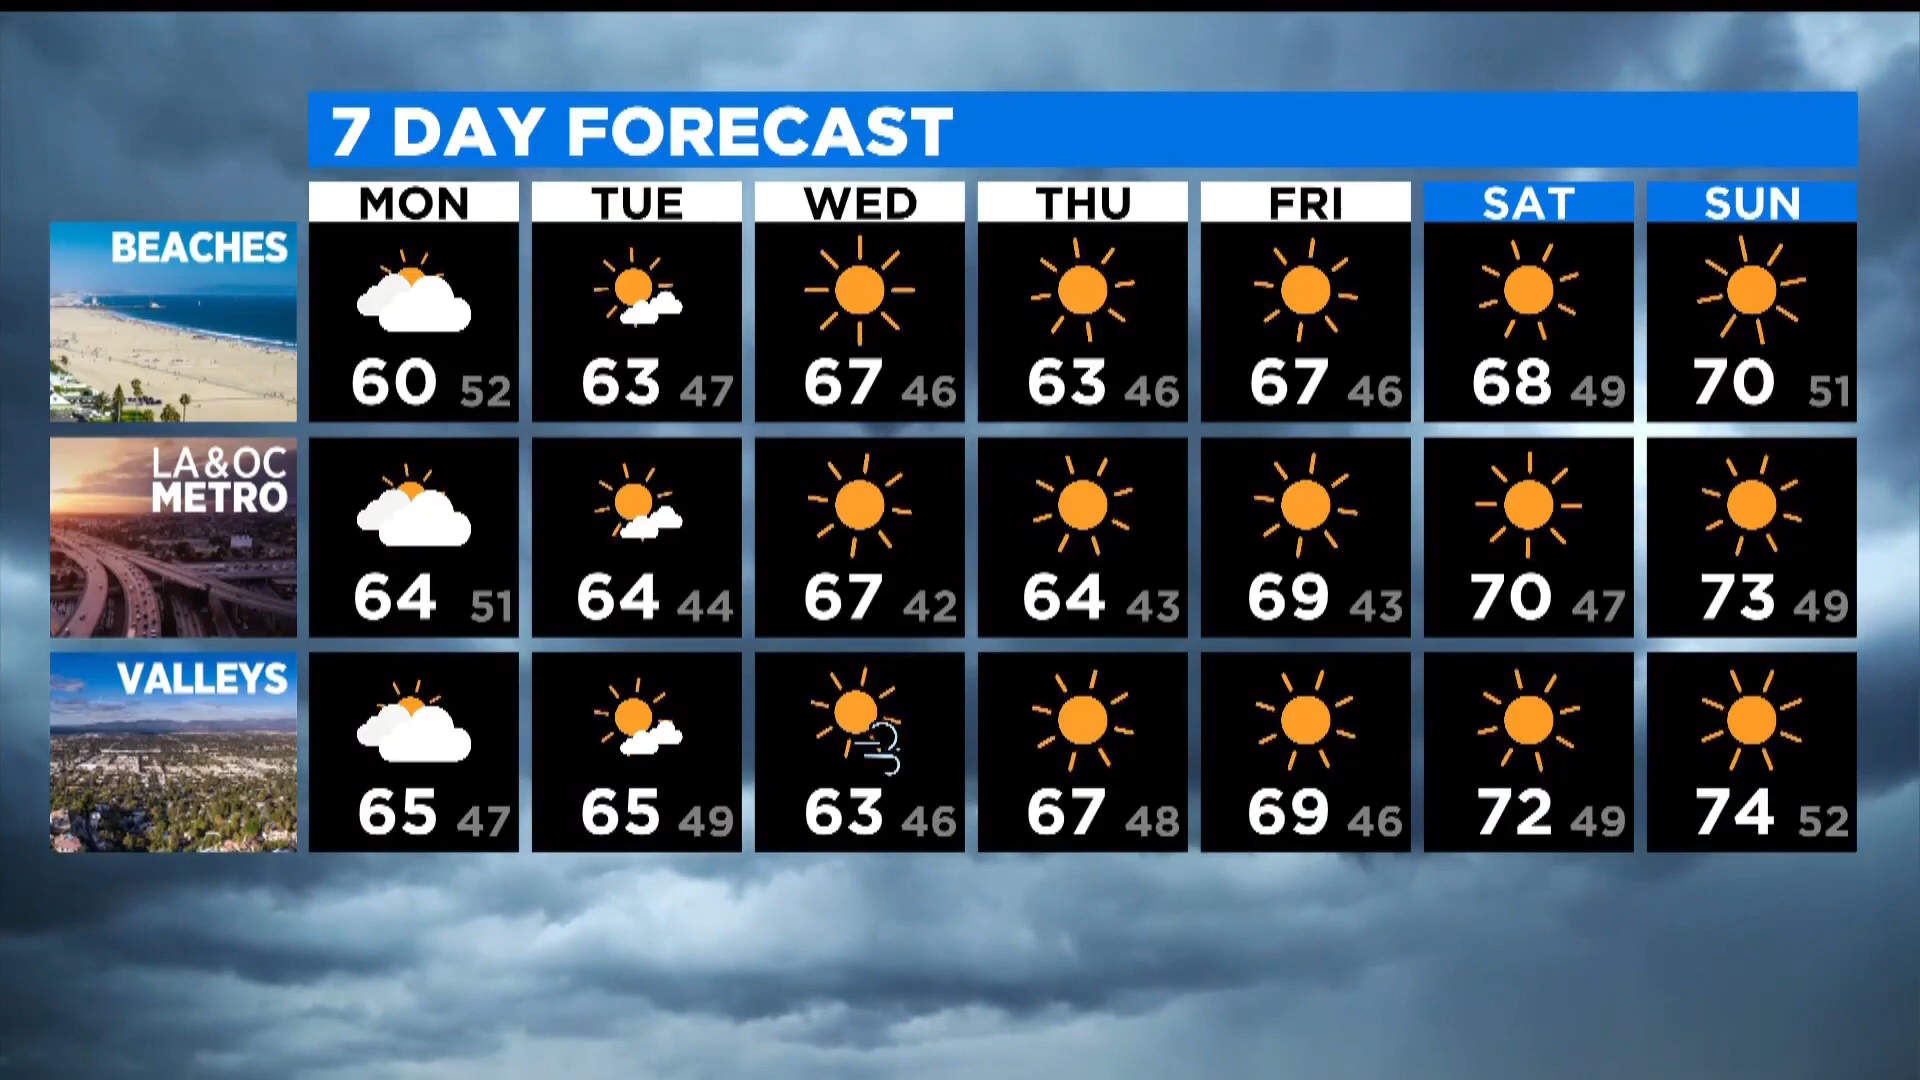 7 DAY FORECAST
MON TUE WED THU FRI SAT SUN
BEACHES
60 52 63 47 67 46 63 46 67 46 68 49 70 51
LA & OC
METRO
64 51 64 44 67 42 64 43 69 43 70 47 73 49
VALLEYS
65 47 65 49 63 46 67 48 69 46 72 49 74 52